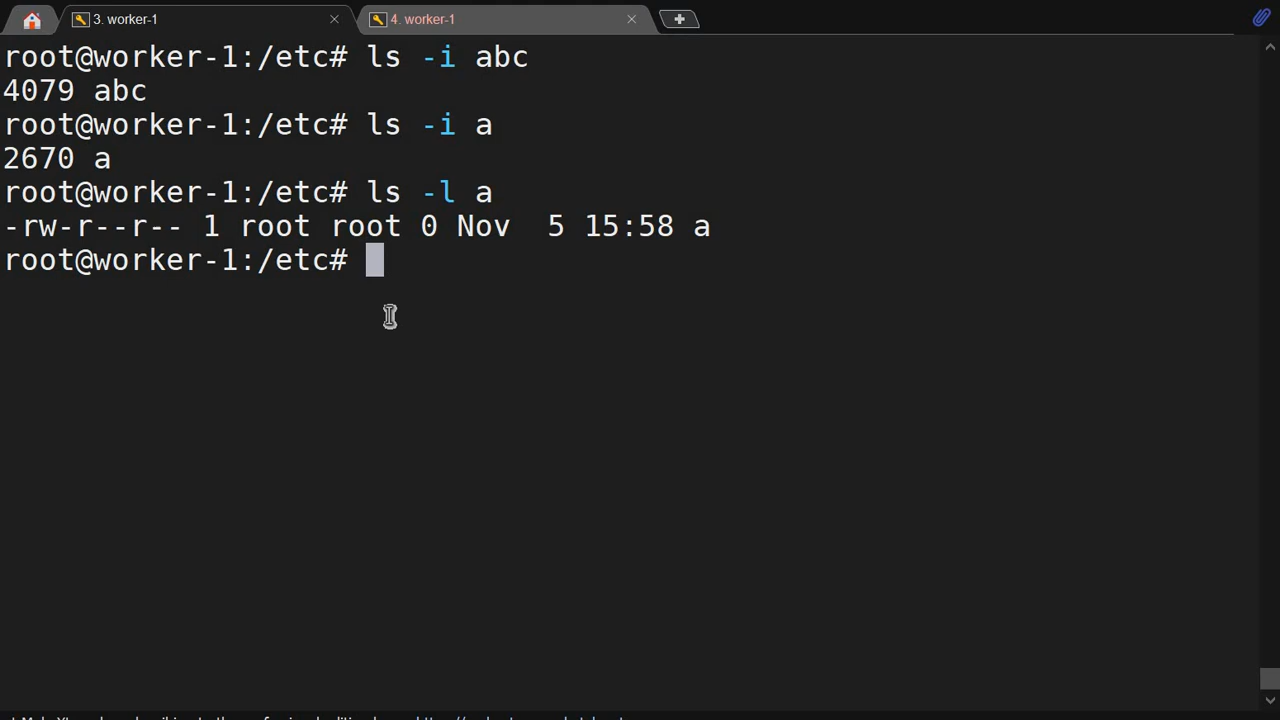 3. worker-1
4. worker-1
root@worker-1:/etc# ls -i abc
4079 abc
root@worker-1:/etc# ls -i a
2670 a
root@worker-1:/etc# ls -l a
-rw-r--r-- 1 root root 0 Nov  5 15:58 a
root@worker-1:/etc#